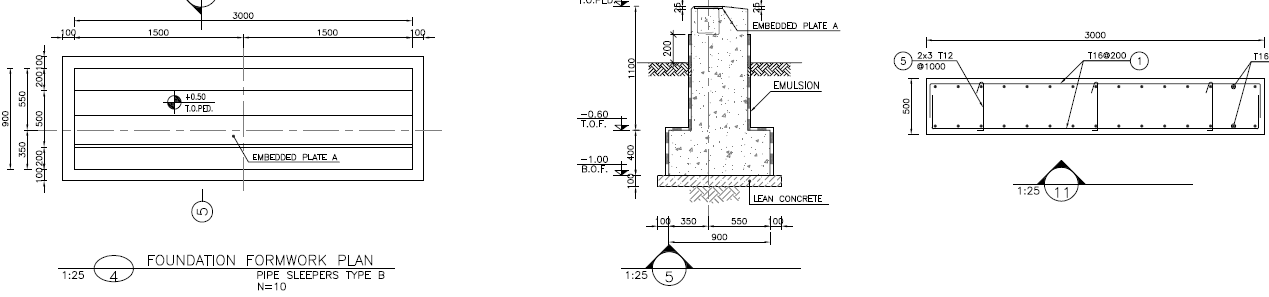 3000
100
1500
1500
100
100
200
550
500
900
350
200
100
+0.50
T.O.PED.
EMBEDDED PLATE A
5
FOUNDATION FORMWORK PLAN
1:25
4
PIPE SLEEPERS TYPE B
N=10
T.O.PED.
25
25
EMBEDDED PLATE A
200
1100
EMULSION
-0.60
T.O.F.
400
-1.00
B.O.F.
100
LEAN CONCRETE
100
350
550
100
900
1:25
5
3000
5
2x3 T12
@1000
T16@200
1
T16
500
1:25
11